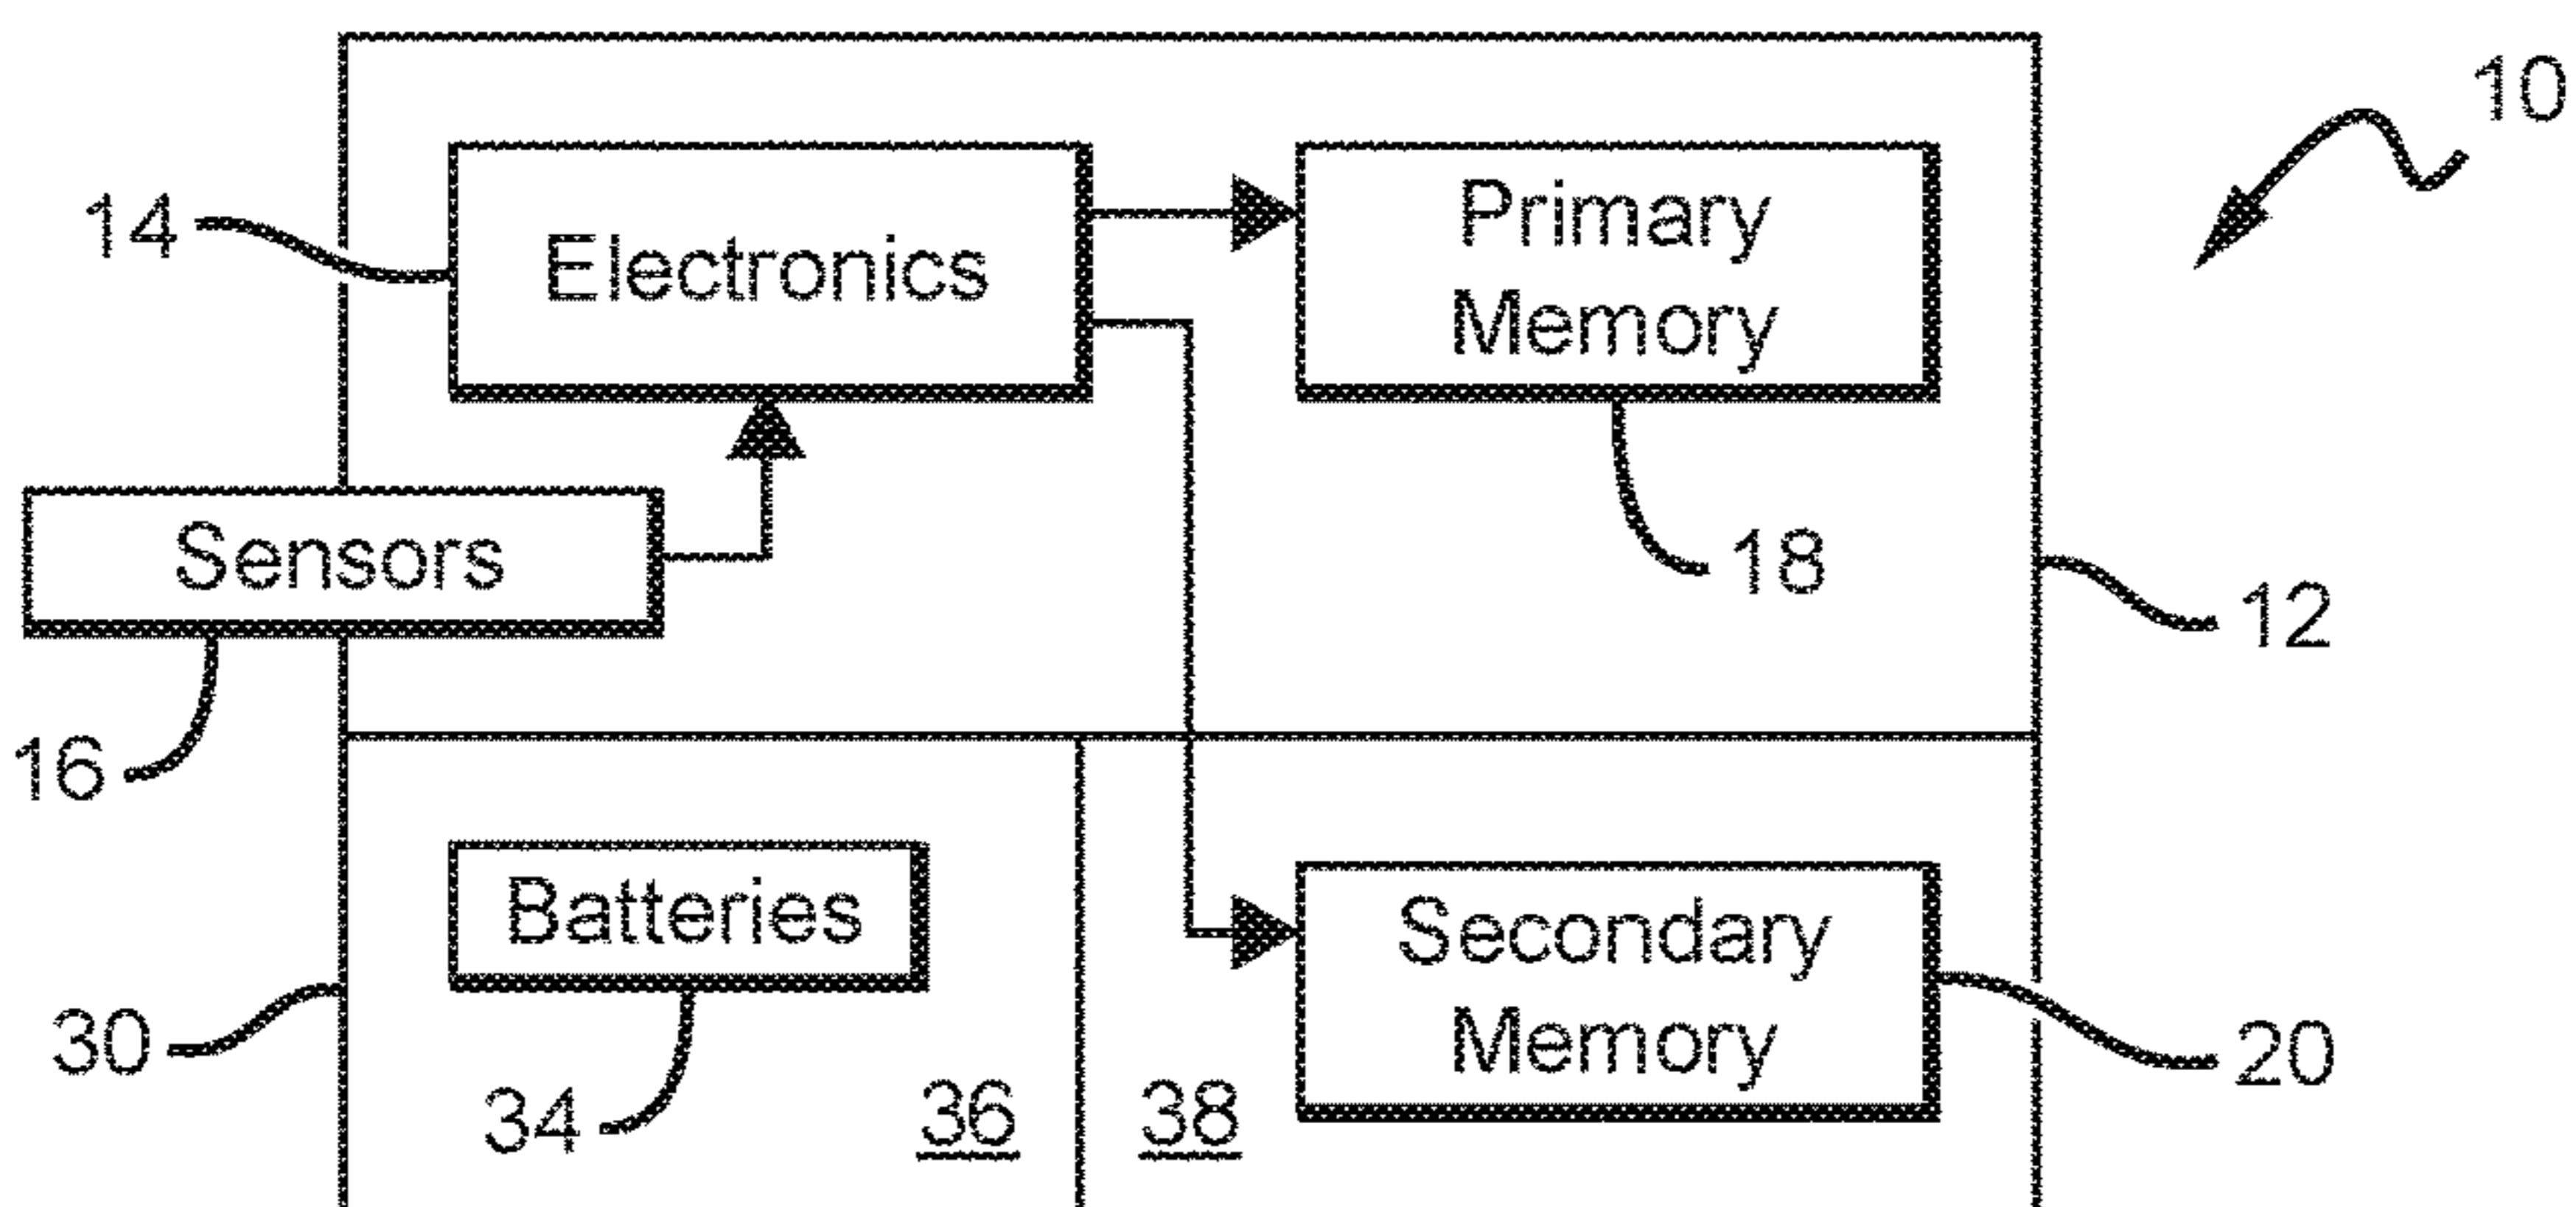 10
14
Electronics
Primary
Memory
Sensors
18
12
16
Batteries
Secondary
Memory
30
34
36
38
20